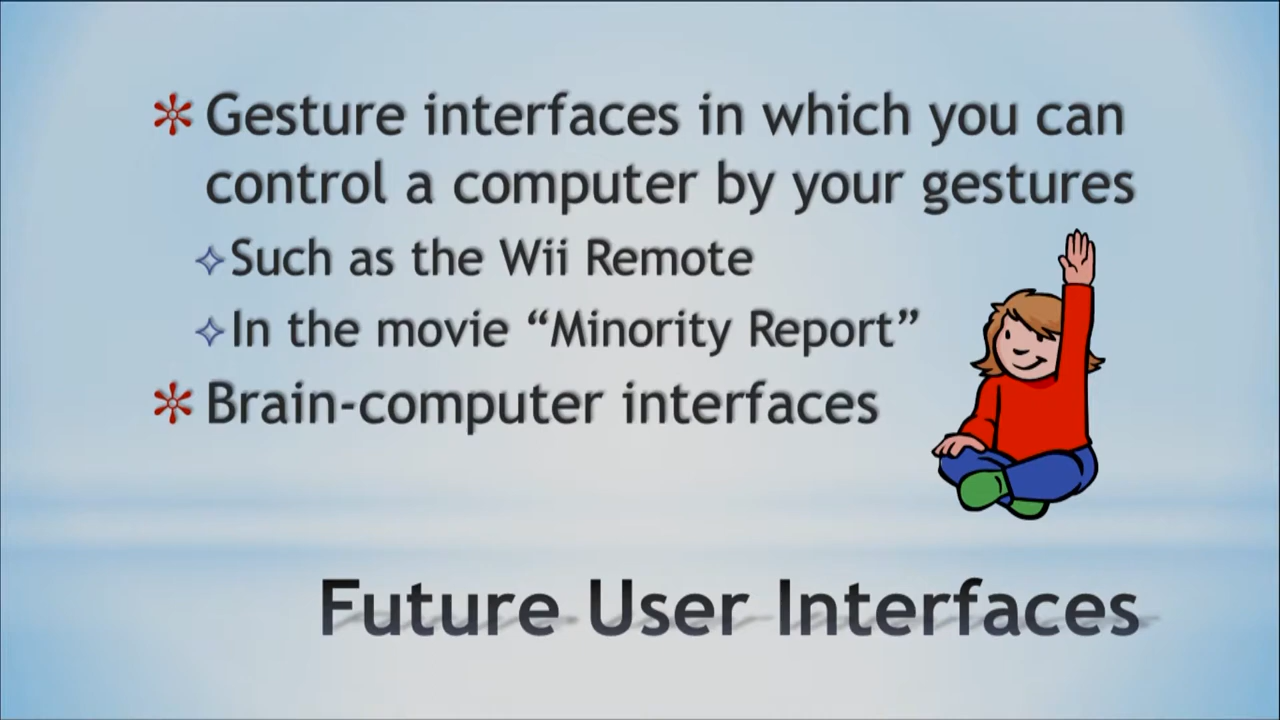 Gesture interfaces in which you can
control a computer by your gestures
Such as the Wii Remote
In the movie “Minority Report”
Brain-computer interfaces
Future User Interfaces